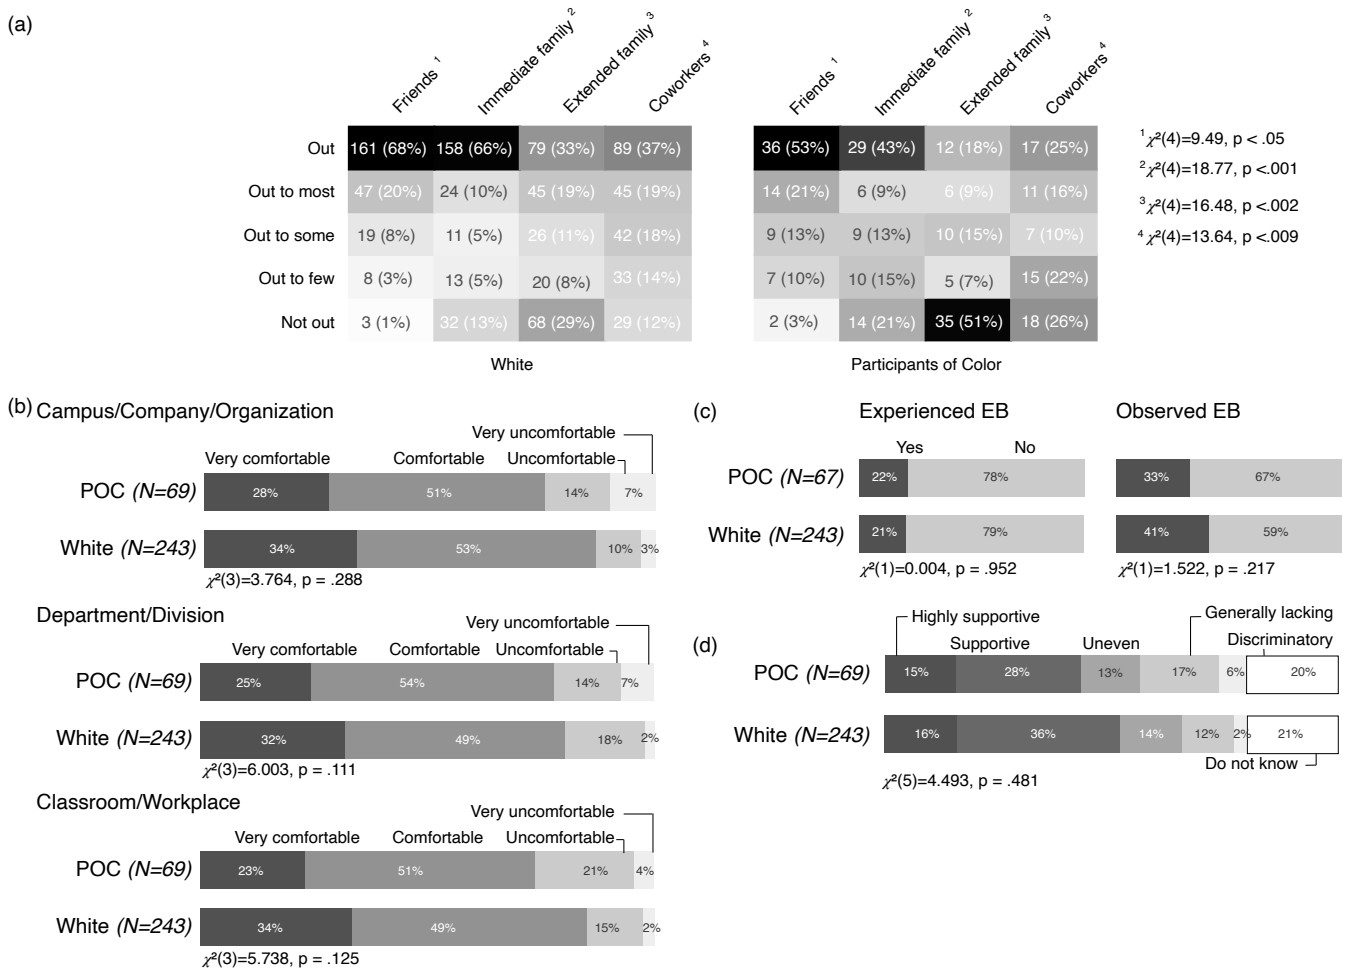 (a)
Friends 1 Immediate family 2 Extended family 3 Coworkers 4 Friends 1 Immediate family 2 Extended family 3 Coworkers 4
Out 161 (68%) 158 (66%) 79 (33%) 89 (37%) 36 (53%) 29 (43%) 12 (18%) 17 (25%)
Out to most 47 (20%) 24 (10%) 45 (19%) 45 (19%) 14 (21%) 6 (9%) 6 (9%) 11 (16%)
Out to some 19 (8%) 11 (5%) 26 (11%) 42 (18%) 9 (13%) 9 (13%) 10 (15%) 7 (10%)
Out to few 8 (3%) 13 (5%) 20 (8%) 33 (14%) 7 (10%) 10 (15%) 5 (7%) 15 (22%)
Not out 3 (1%) 32 (13%) 68 (29%) 29 (12%) 2 (3%) 14 (21%) 35 (51%) 18 (26%)
White Participants of Color
1 χ²(4)=9.49, p < .05
2 χ²(4)=18.77, p <.001
3 χ²(4)=16.48, p <.002
4 χ²(4)=13.64, p <.009
(b) Campus/Company/Organization
Very uncomfortable
Very comfortable Comfortable Uncomfortable
POC (N=69) 28% 51% 14% 7%
White (N=243) 34% 53% 10% 3%
χ²(3)=3.764, p = .288
Department/Division
Very uncomfortable
Very comfortable Comfortable Uncomfortable
POC (N=69) 25% 54% 14% 7%
White (N=243) 32% 49% 18% 2%
χ²(3)=6.003, p = .111
Classroom/Workplace
Very uncomfortable
Very comfortable Comfortable Uncomfortable
POC (N=69) 23% 51% 21% 4%
White (N=243) 34% 49% 15% 2%
χ²(3)=5.738, p = .125
(c) Experienced EB Observed EB
Yes No
POC (N=67) 22% 78% 33% 67%
White (N=243) 21% 79% 41% 59%
χ²(1)=0.004, p = .952 χ²(1)=1.522, p = .217
(d)
Highly supportive Generally lacking
Supportive Uneven Discriminatory
POC (N=69) 15% 28% 13% 17% 6% 20%
White (N=243) 16% 36% 14% 12% 2% 21%
Do not know
χ²(5)=4.493, p = .481